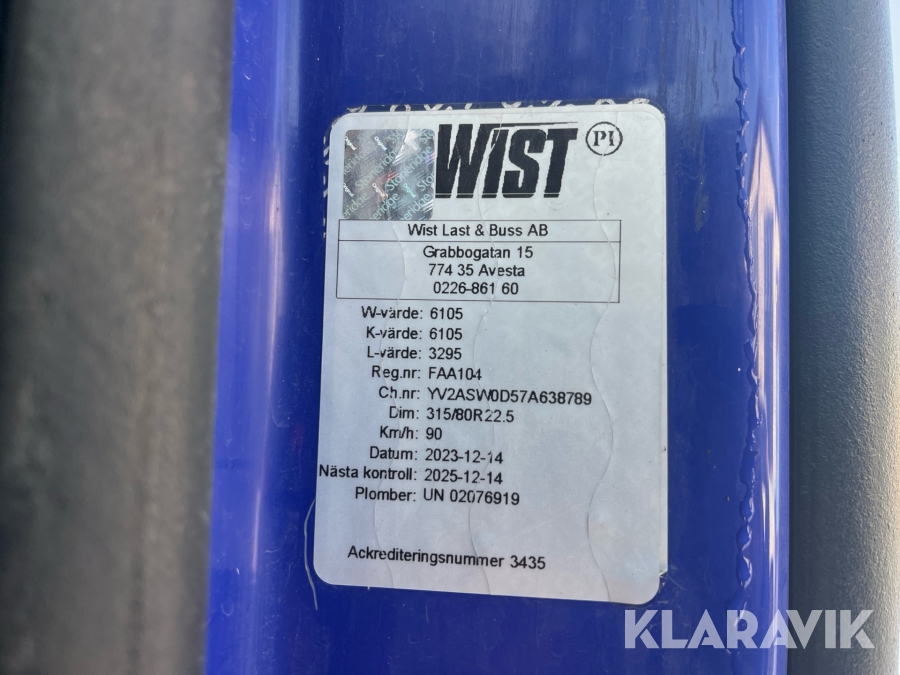 WIST PI
Wist Last & Buss AB
Grabbogatan 15
774 35 Avesta
0226-861 60
W-värde: 6105
K-värde: 6105
L-värde: 3295
Reg.nr: FAA104
Ch.nr: YV2ASW0D57A638789
Dim: 315/80R22.5
Km/h: 90
Datum: 2023-12-14
Nästa kontroll: 2025-12-14
Plomber: UN 02076919
Ackrediteringsnummer 3435
KLARAVIK